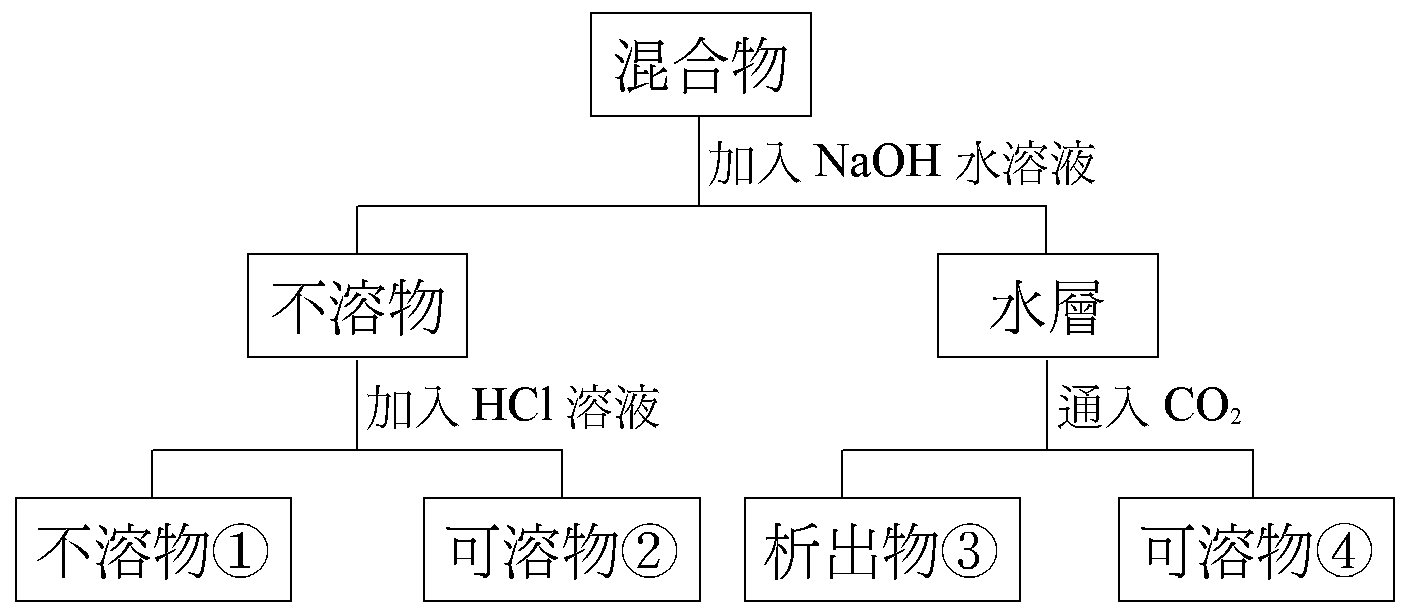 混合物
加入 NaOH 水溶液
不溶物
水層
加入 HCl 溶液
通入 CO₂
不溶物①
可溶物②
析出物③
可溶物④